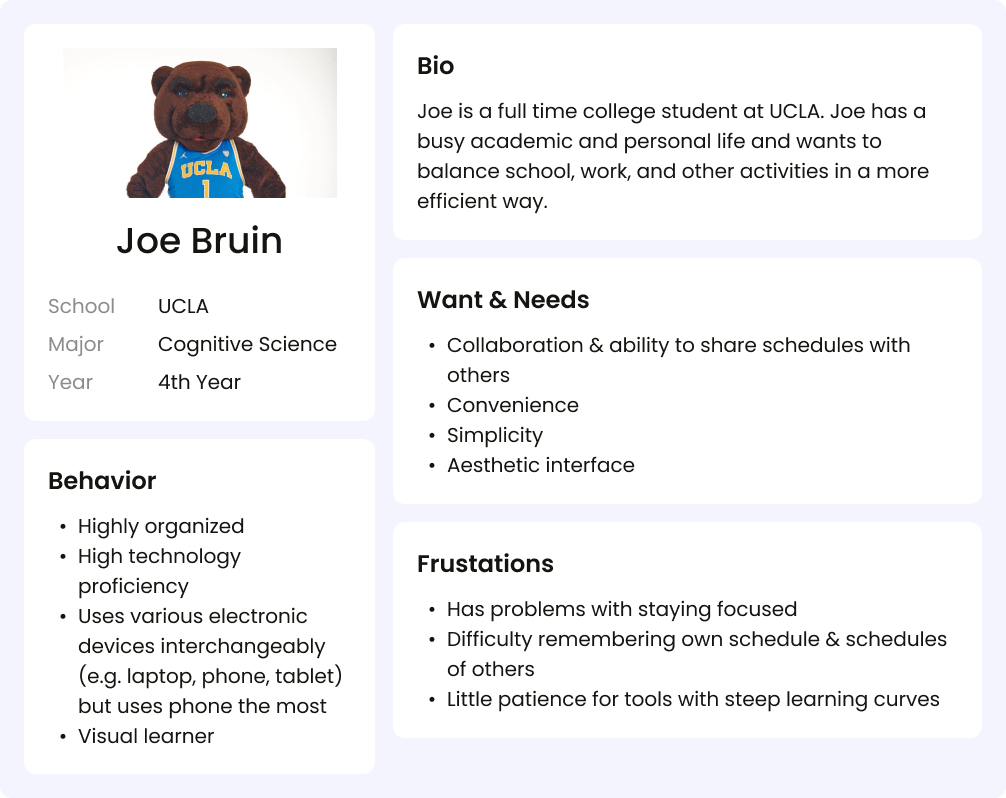 UCLA
1
Joe Bruin
School UCLA
Major Cognitive Science
Year 4th Year
Behavior
• Highly organized
• High technology
proficiency
• Uses various electronic
devices interchangeably
(e.g. laptop, phone, tablet)
but uses phone the most
• Visual learner
Bio
Joe is a full time college student at UCLA. Joe has a
busy academic and personal life and wants to
balance school, work, and other activities in a more
efficient way.
Want & Needs
• Collaboration & ability to share schedules with
others
• Convenience
• Simplicity
• Aesthetic interface
Frustations
• Has problems with staying focused
• Difficulty remembering own schedule & schedules
of others
• Little patience for tools with steep learning curves